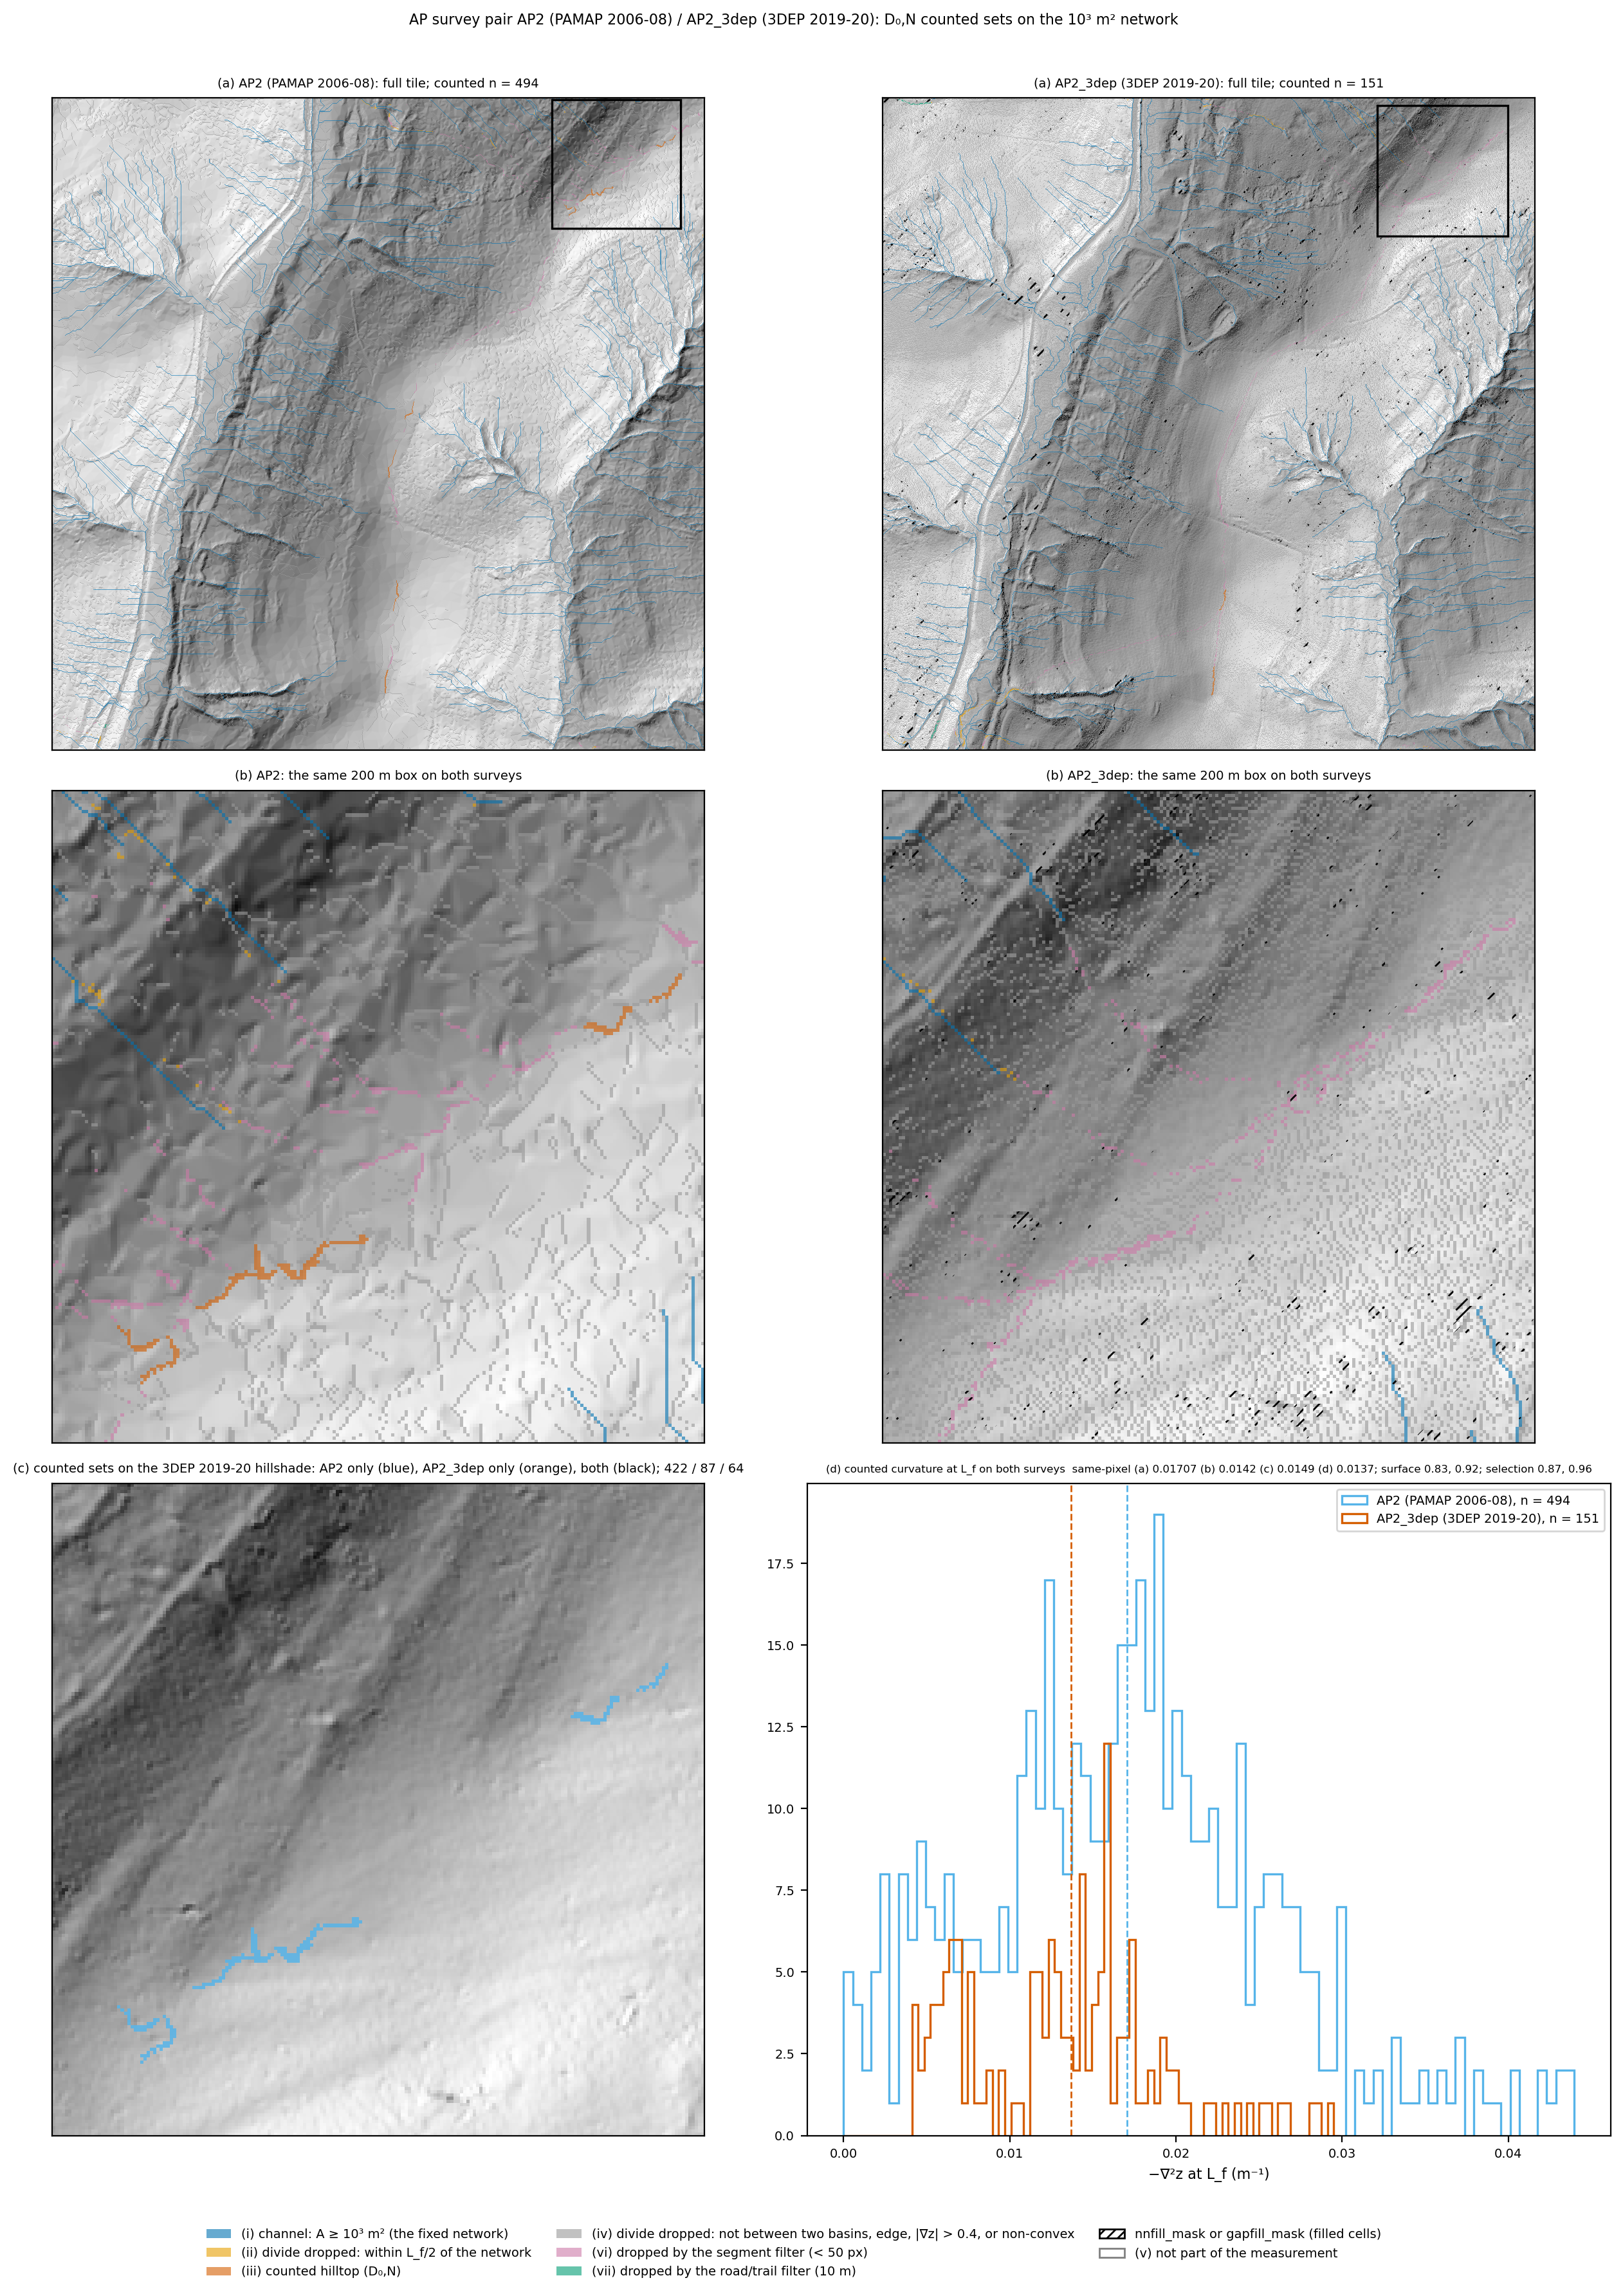 AP survey pair AP2 (PAMAP 2006-08) / AP2_3dep (3DEP 2019-20): D₀,N counted sets on the 10³ m² network
(a) AP2 (PAMAP 2006-08): full tile; counted n = 494
(a) AP2_3dep (3DEP 2019-20): full tile; counted n = 151
(b) AP2: the same 200 m box on both surveys
(b) AP2_3dep: the same 200 m box on both surveys
(c) counted sets on the 3DEP 2019-20 hillshade: AP2 only (blue), AP2_3dep only (orange), both (black); 422 / 87 / 64
(d) counted curvature at L_f on both surveys same-pixel (a) 0.01707 (b) 0.0142 (c) 0.0149 (d) 0.0137; surface 0.83, 0.92; selection 0.87, 0.96
AP2 (PAMAP 2006-08), n = 494
AP2_3dep (3DEP 2019-20), n = 151
17.5
15.0
12.5
10.0
7.5
5.0
2.5
0.0
0.00
0.01
0.02
0.03
0.04
−∇²z at L_f (m⁻¹)
(i) channel: A ≥ 10³ m² (the fixed network)
(ii) divide dropped: within L_f/2 of the network
(iii) counted hilltop (D₀,N)
(iv) divide dropped: not between two basins, edge, |∇z| > 0.4, or non-convex
(vi) dropped by the segment filter (< 50 px)
(vii) dropped by the road/trail filter (10 m)
nnfill_mask or gapfill_mask (filled cells)
(v) not part of the measurement